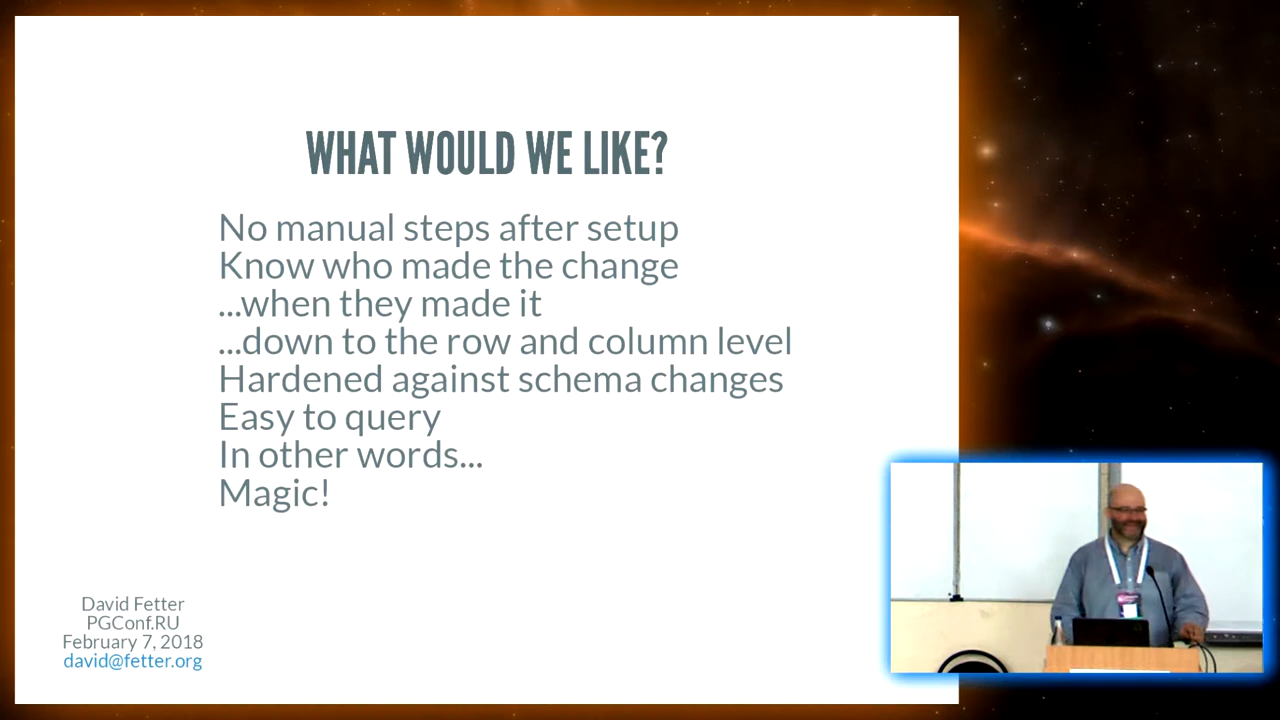 WHAT WOULD WE LIKE?
No manual steps after setup
Know who made the change
...when they made it
...down to the row and column level
Hardened against schema changes
Easy to query
In other words...
Magic!
David Fetter
PGConf.RU
February 7, 2018
david@fetter.org